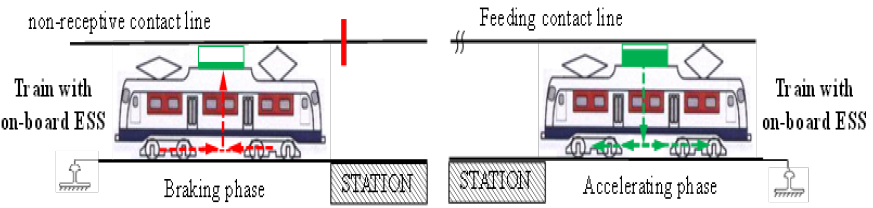 non-receptive contact line
Feeding contact line
Train with
on-board ESS
Train with
on-board ESS
Braking phase
STATION
STATION
Accelerating phase